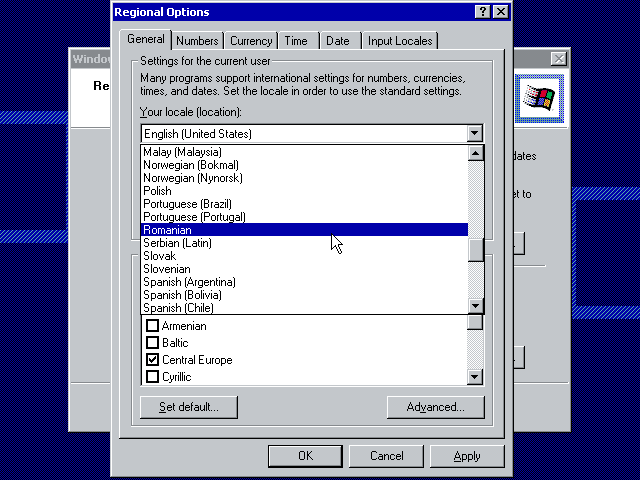 Regional Options
Window
General
Numbers
Currency
Time
Date
Input Locales
Re
Settings for the current user
Many programs support international settings for numbers, currencies,
times, and dates. Set the locale in order to use the standard settings.
Your locale (location):
English (United States)
Malay (Malaysia)
Norwegian (Bokmal)
Norwegian (Nynorsk)
Polish
Portuguese (Brazil)
Portuguese (Portugal)
Romanian
Serbian (Latin)
Slovak
Slovenian
Spanish (Argentina)
Spanish (Bolivia)
Spanish (Chile)
dates
et to
Armenian
Baltic
Central Europe
Cyrillic
Set default...
Advanced...
OK
Cancel
Apply